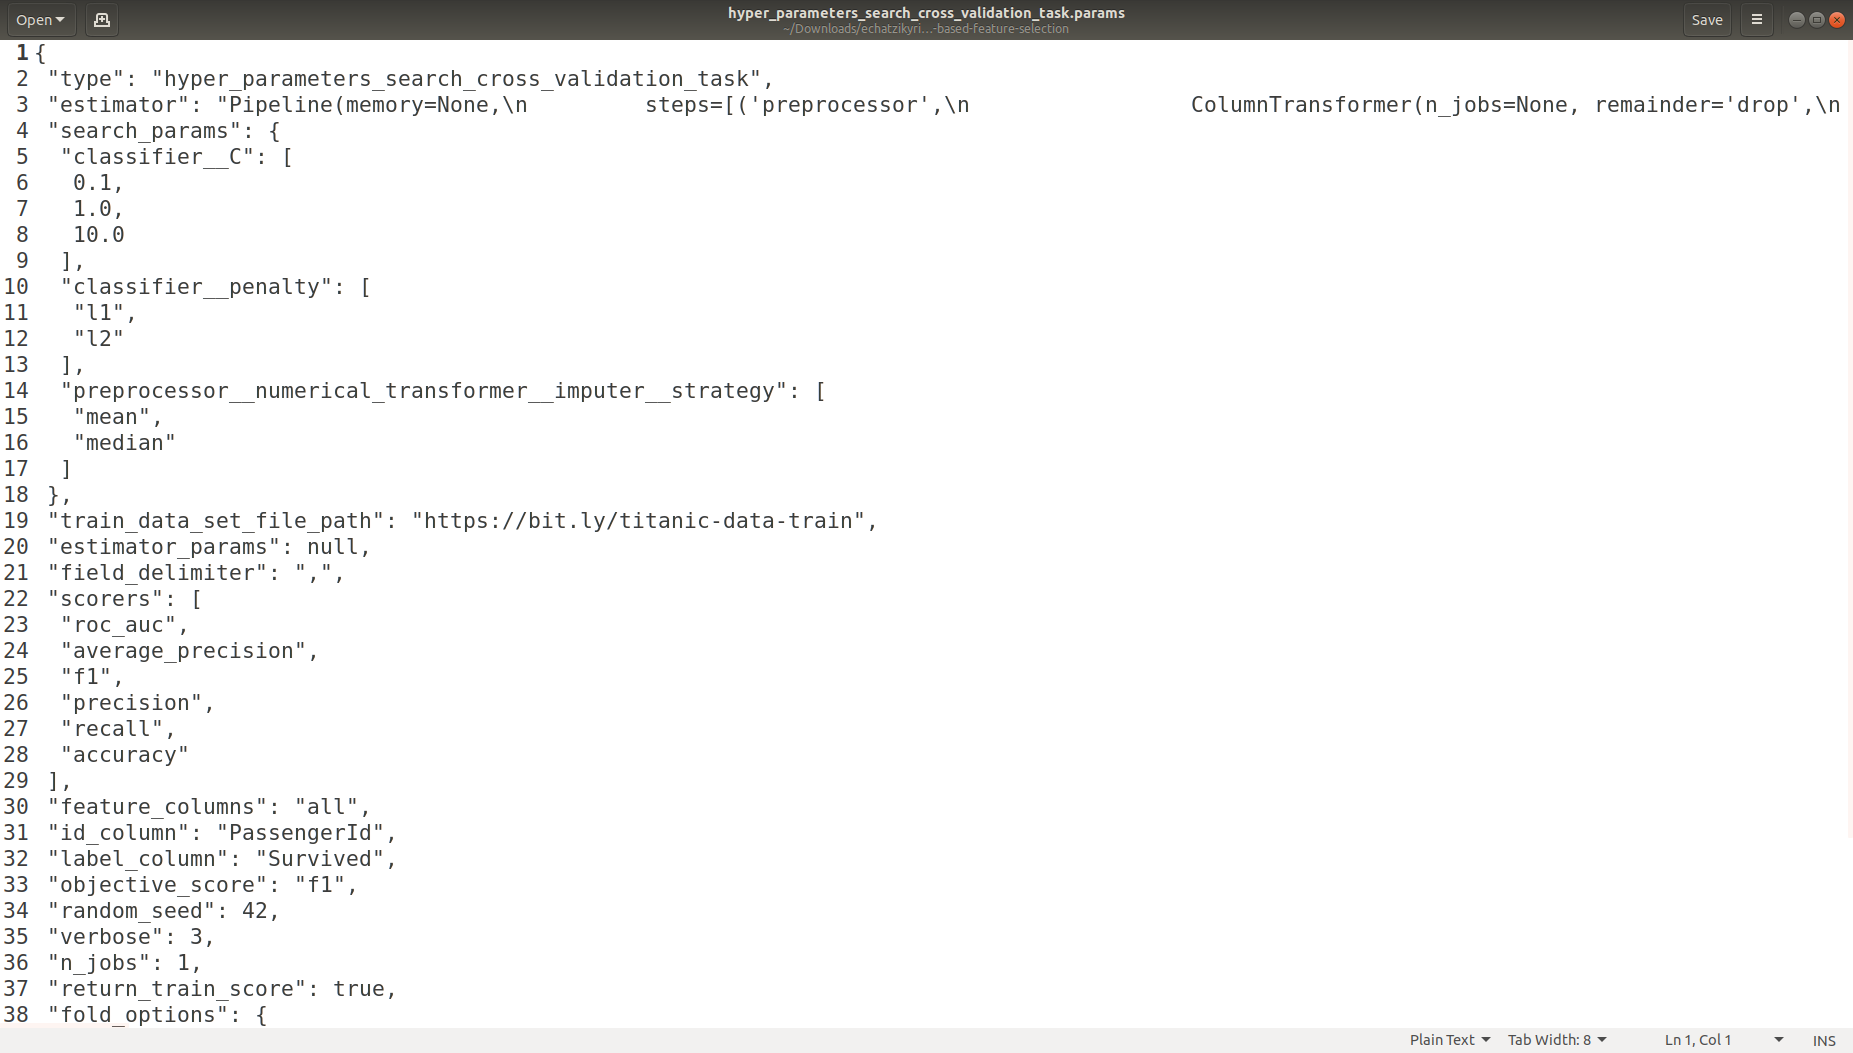 Open
hyper_parameters_search_cross_validation_task.params
~/Downloads/echatzikyri...-based-feature-selection
Save
1 {
2  "type": "hyper_parameters_search_cross_validation_task",
3  "estimator": "Pipeline(memory=None,\n         steps=[('preprocessor',\n                 ColumnTransformer(n_jobs=None, remainder='drop',\n
4  "search_params": {
5   "classifier__C": [
6    0.1,
7    1.0,
8    10.0
9   ],
10   "classifier__penalty": [
11    "l1",
12    "l2"
13   ],
14   "preprocessor__numerical_transformer__imputer__strategy": [
15    "mean",
16    "median"
17   ]
18  },
19  "train_data_set_file_path": "https://bit.ly/titanic-data-train",
20  "estimator_params": null,
21  "field_delimiter": ",",
22  "scorers": [
23   "roc_auc",
24   "average_precision",
25   "f1",
26   "precision",
27   "recall",
28   "accuracy"
29  ],
30  "feature_columns": "all",
31  "id_column": "PassengerId",
32  "label_column": "Survived",
33  "objective_score": "f1",
34  "random_seed": 42,
35  "verbose": 3,
36  "n_jobs": 1,
37  "return_train_score": true,
38  "fold_options": {
Plain Text Tab Width: 8 Ln 1, Col 1 INS